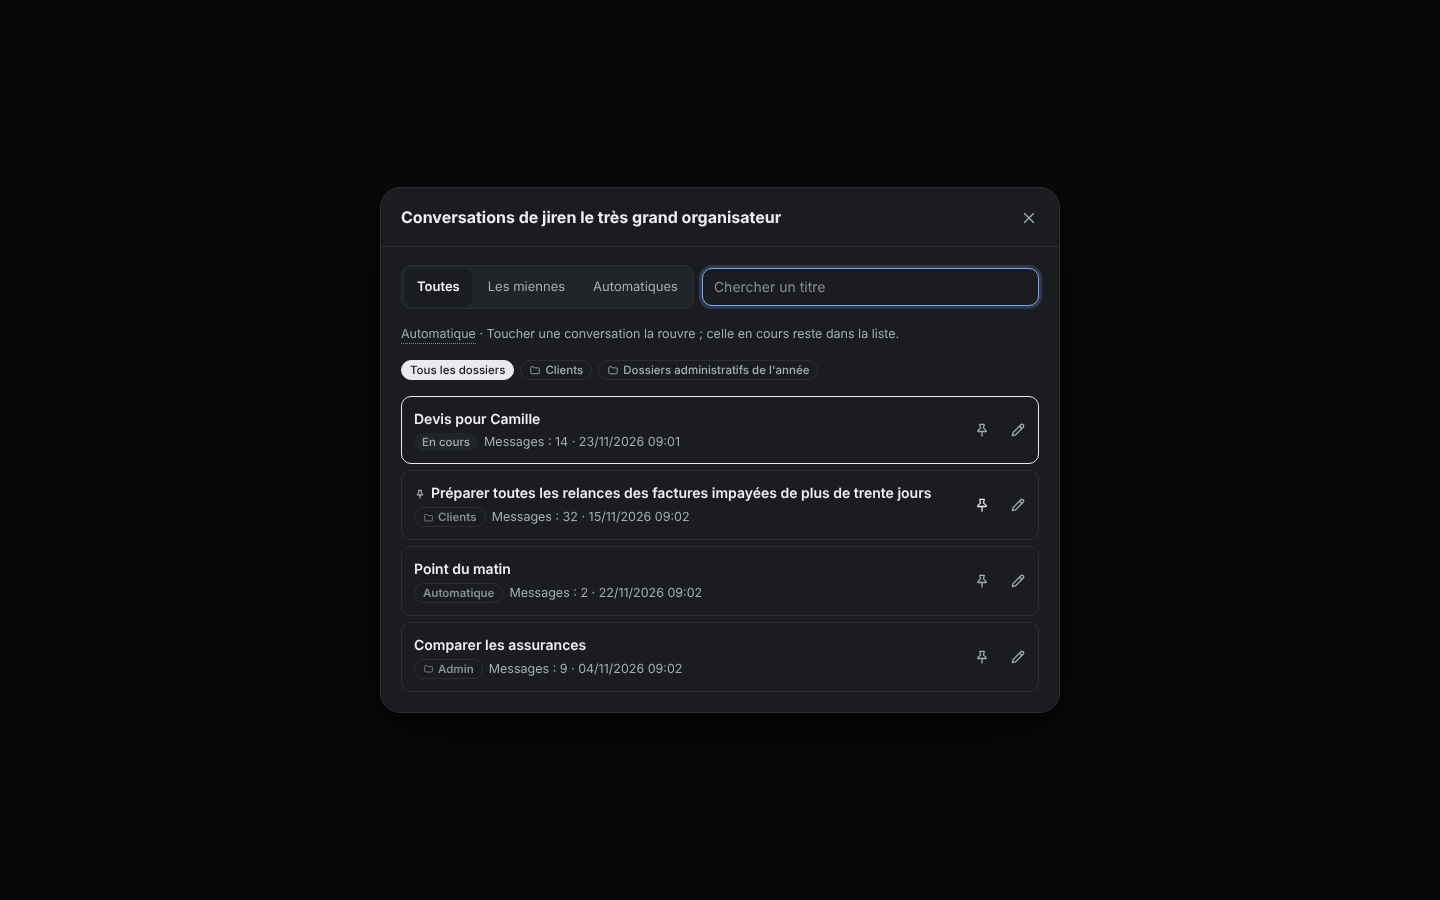 Conversations de jiren le très grand organisateur
Toutes Les miennes Automatiques Chercher un titre
Automatique · Toucher une conversation la rouvre ; celle en cours reste dans la liste.
Tous les dossiers Clients Dossiers administratifs de l'année
Devis pour Camille
En cours Messages : 14 · 23/11/2026 09:01
Préparer toutes les relances des factures impayées de plus de trente jours
Clients Messages : 32 · 15/11/2026 09:02
Point du matin
Automatique Messages : 2 · 22/11/2026 09:02
Comparer les assurances
Admin Messages : 9 · 04/11/2026 09:02